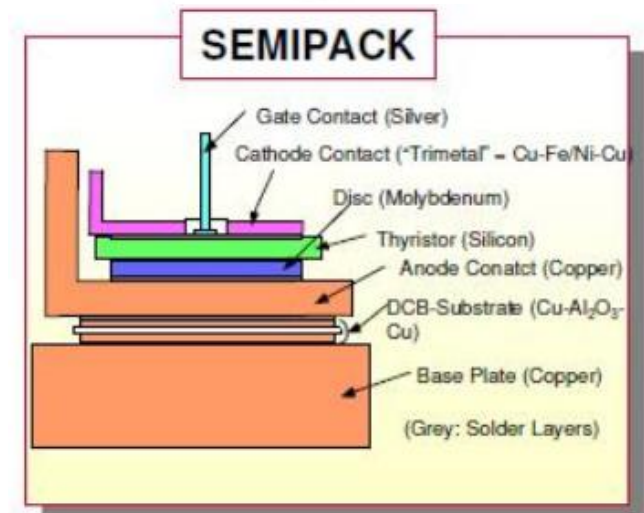 SEMIPACK
Gate Contact (Silver)
Cathode Contact ("Trimetal" = Cu-Fe/Ni-Cu)
Disc (Molybdenum)
Thyristor (Silicon)
Anode Conatct (Copper)
DCB-Substrate (Cu-Al₂O₃-
Cu)
Base Plate (Copper)
(Grey: Solder Layers)